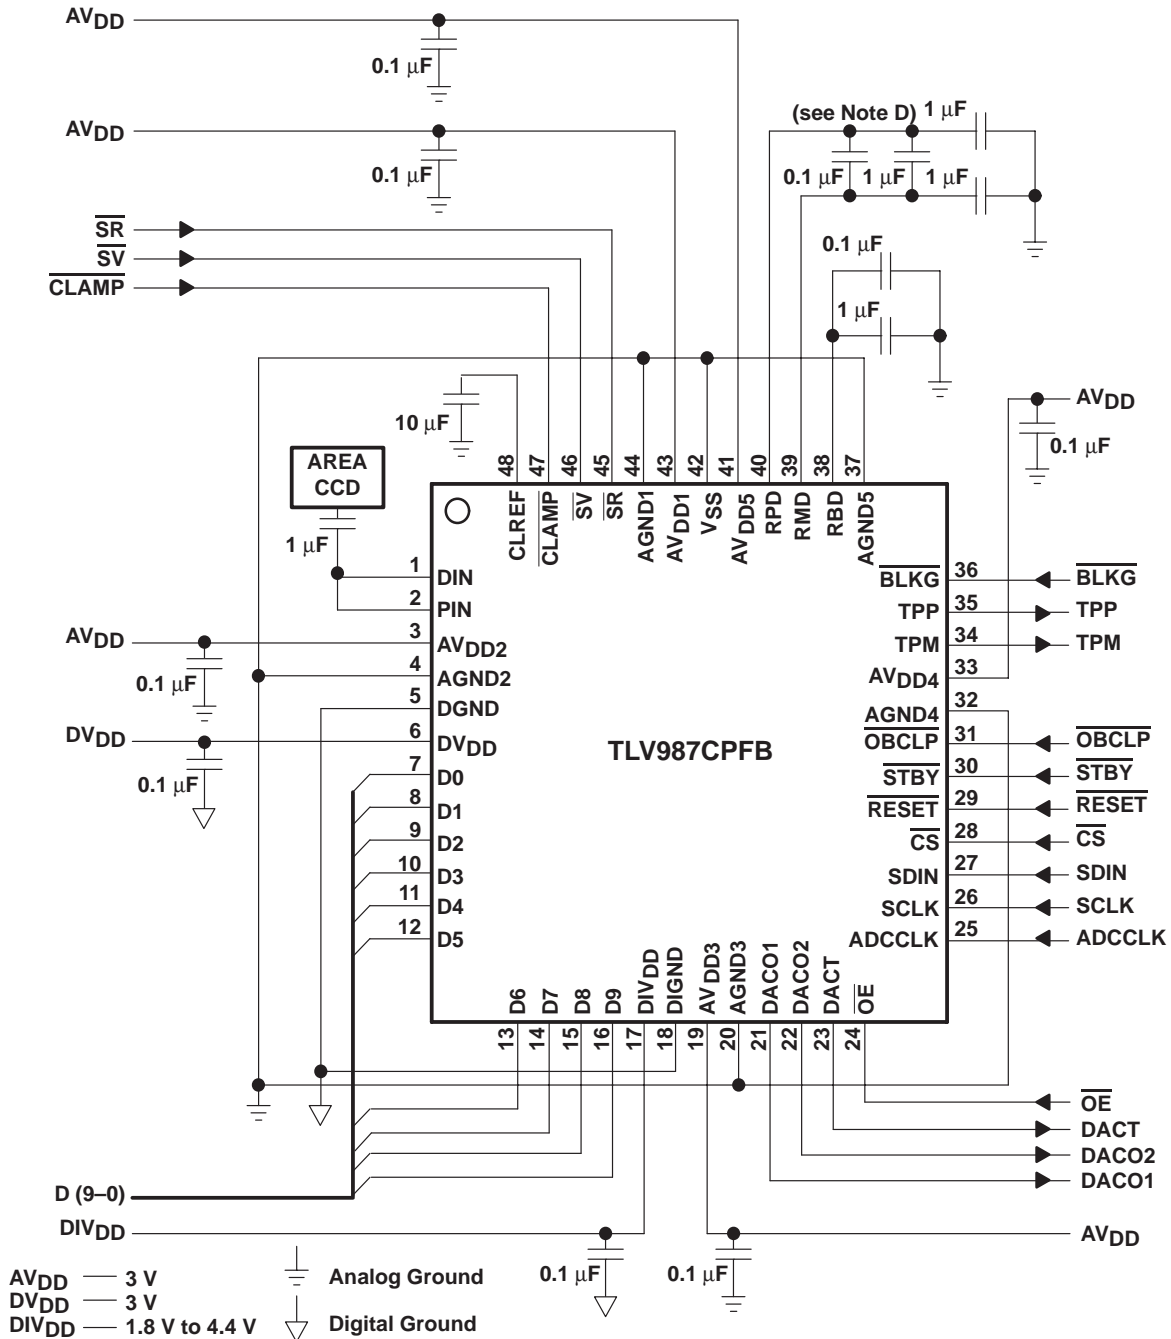 AVDD
0.1 μF
AVDD
0.1 μF
(see Note D)
1 μF
0.1 μF
1 μF
1 μF
SR
SV
CLAMP
0.1 μF
1 μF
10 μF
AVDD
0.1 μF
AREA
CCD
1 μF
48
47
46
45
44
43
42
41
40
39
38
37
CLREF
CLAMP
SV
SR
AGND1
AVDD1
VSS
AVDD5
RPD
RMD
RBD
AGND5
1 DIN
2 PIN
AVDD
3 AVDD2
4 AGND2
0.1 μF
5 DGND
DVDD
6 DVDD
0.1 μF
7 D0
8 D1
9 D2
10 D3
11 D4
12 D5
TLV987CPFB
BLKG 36 BLKG
TPP 35 TPP
TPM 34 TPM
AVDD4 33
AGND4 32
OBCLP 31 OBCLP
STBY 30 STBY
RESET 29 RESET
CS 28 CS
SDIN 27 SDIN
SCLK 26 SCLK
ADCCLK 25 ADCCLK
D6
D7
D8
D9
DIVDD
DIGND
AVDD3
AGND3
DACO1
DACO2
DACT
OE
13
14
15
16
17
18
19
20
21
22
23
24
OE
DACT
DACO2
DACO1
D (9–0)
DIVDD
AVDD
0.1 μF
0.1 μF
AVDD — 3 V
DVDD — 3 V
DIVDD — 1.8 V to 4.4 V
Analog Ground
Digital Ground